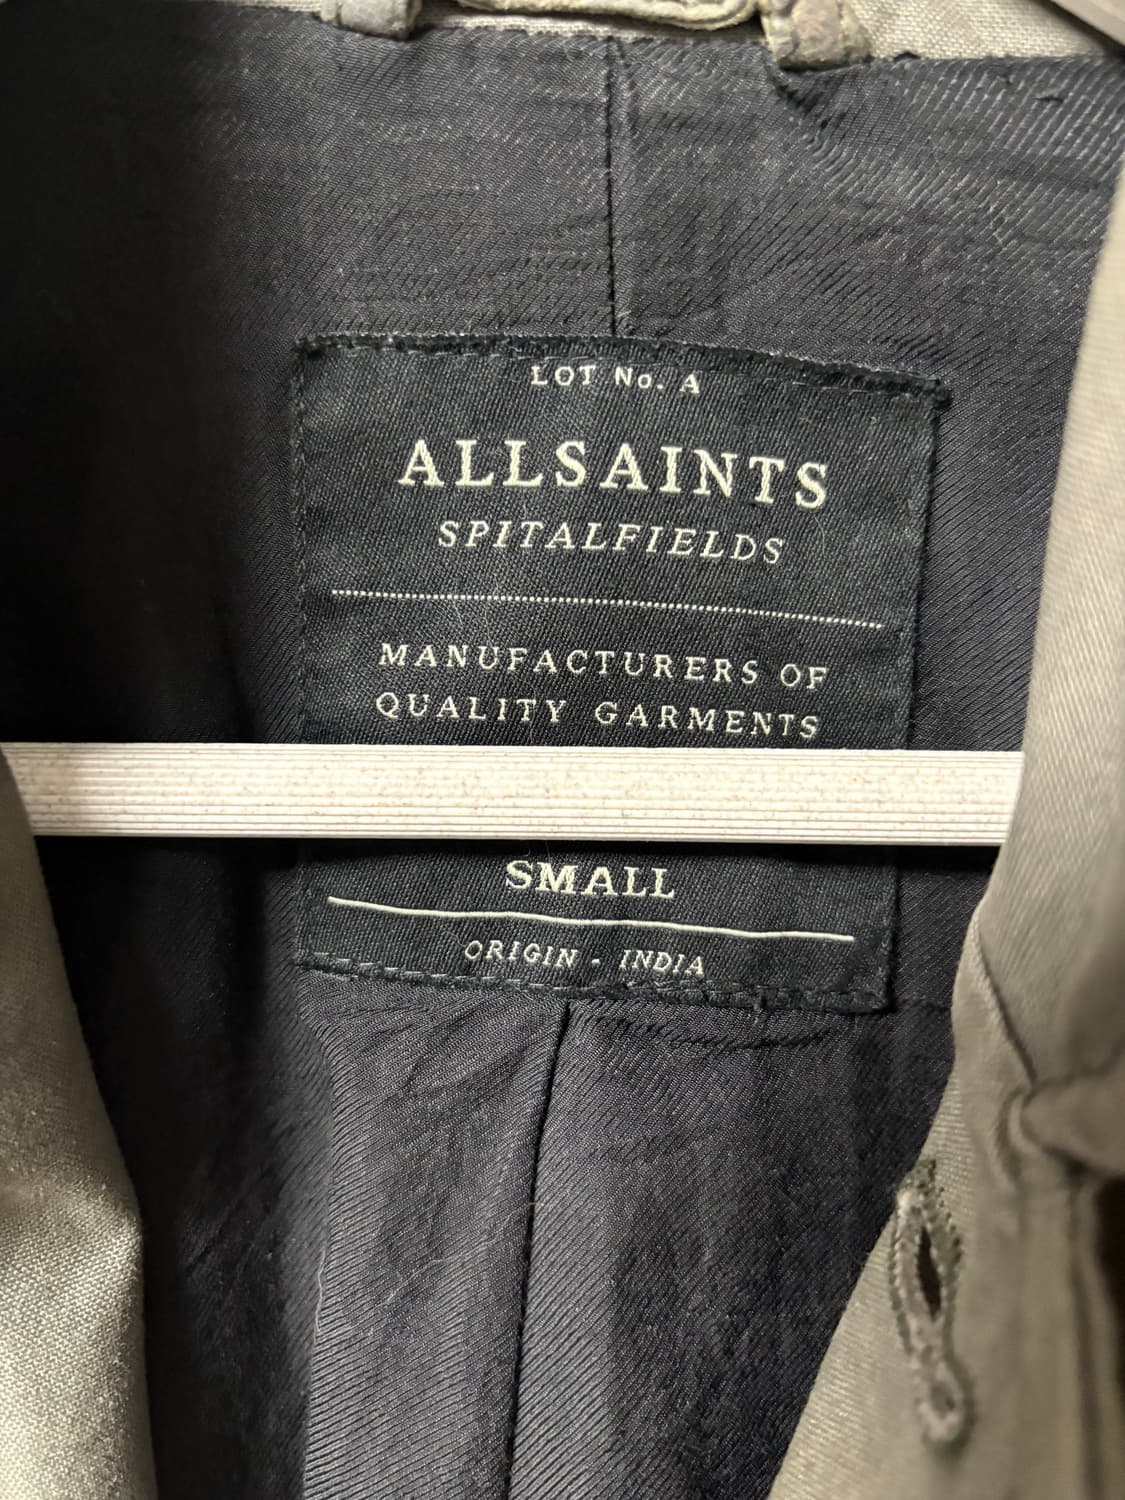 LOT No. A
ALLSAINTS
SPITALFIELDS
MANUFACTURERS OF
QUALITY GARMENTS
SMALL
ORIGIN - INDIA